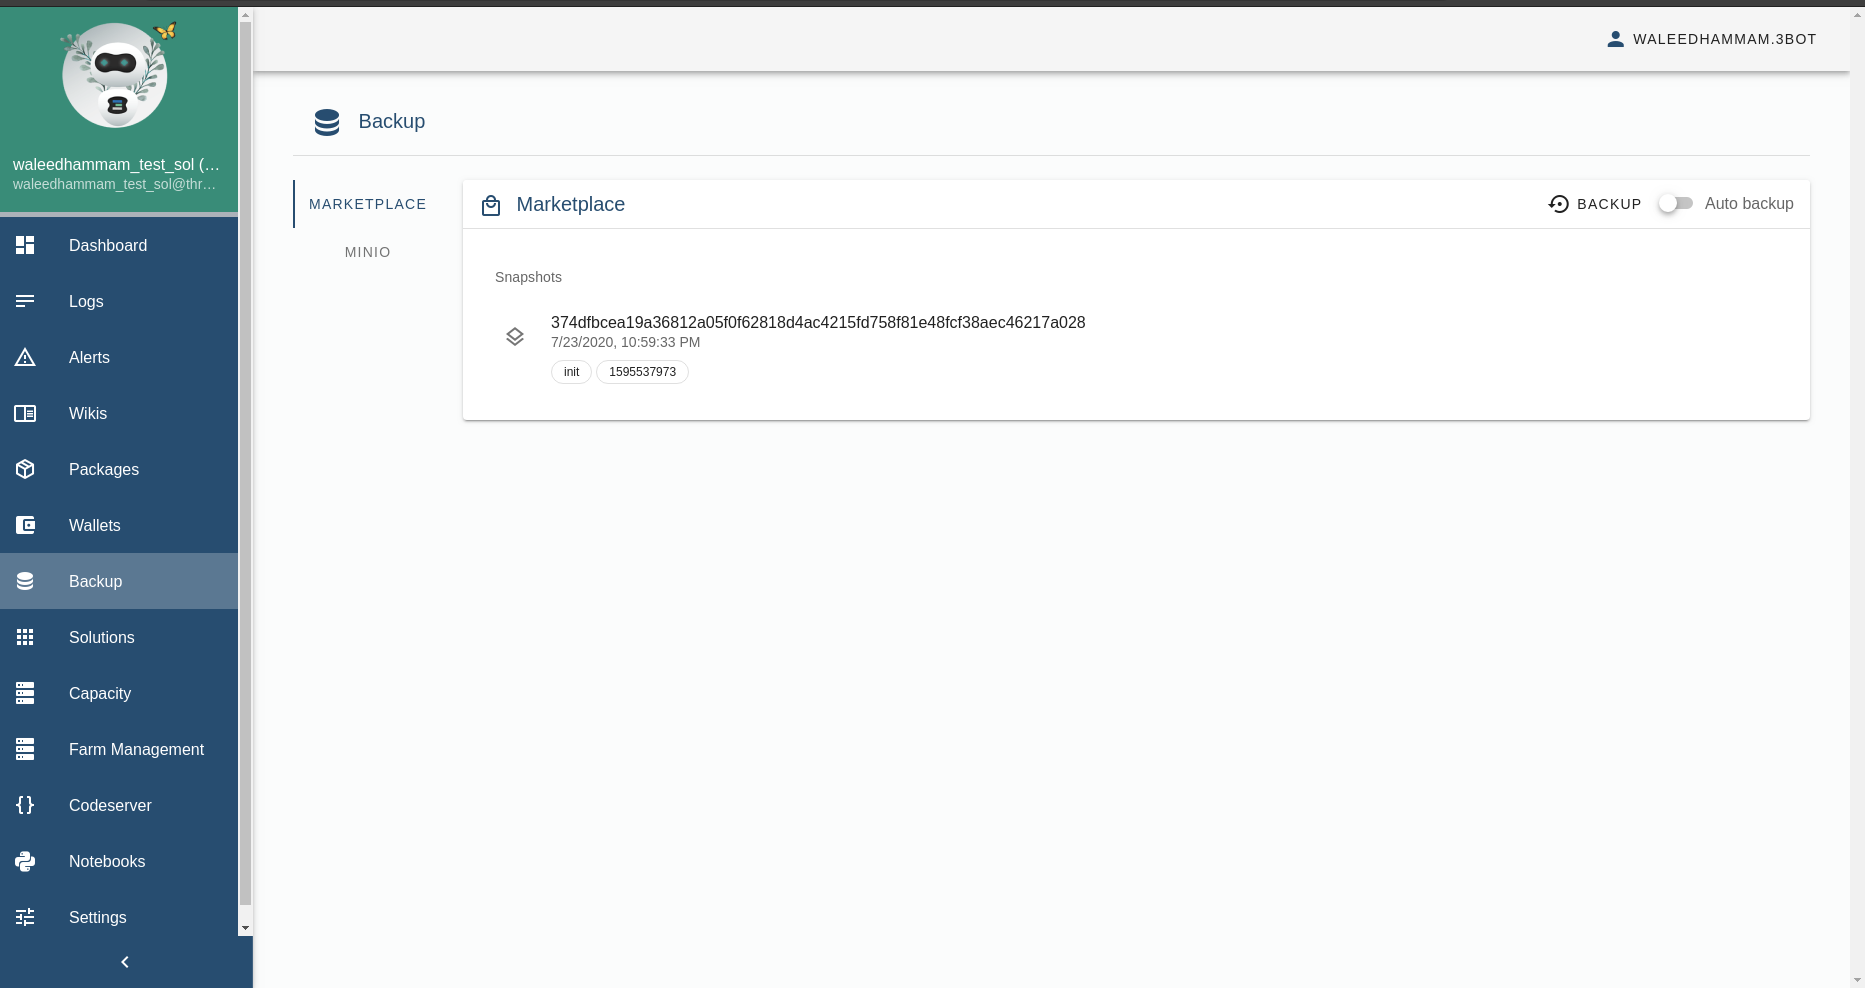 WALEEDHAMMAM.3BOT
waleedhammam_test_sol (...
waleedhammam_test_sol@thr...
Dashboard
Logs
Alerts
Wikis
Packages
Wallets
Backup
Solutions
Capacity
Farm Management
Codeserver
Notebooks
Settings
Backup
MARKETPLACE
MINIO
Marketplace
BACKUP
Auto backup
Snapshots
374dfbcea19a36812a05f0f62818d4ac4215fd758f81e48fcf38aec46217a028
7/23/2020, 10:59:33 PM
init 1595537973